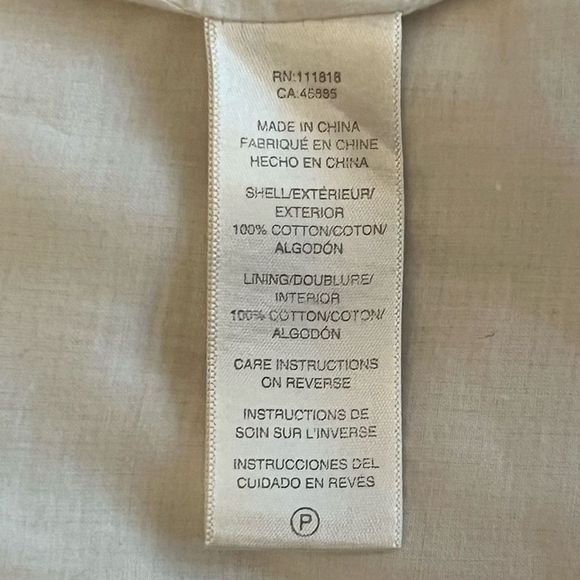 RN:111818
CA:45885
MADE IN CHINA
FABRIQUÉ EN CHINE
HECHO EN CHINA
SHELL/EXTÉRIEUR/
EXTERIOR
100% COTTON/COTON/
ALGODÓN
LINING/DOUBLURE/
INTERIOR
100% COTTON/COTON/
ALGODÓN
CARE INSTRUCTIONS
ON REVERSE
INSTRUCTIONS DE
SOIN SUR L'INVERSE
INSTRUCCIONES DEL
CUIDADO EN REVÉS
P